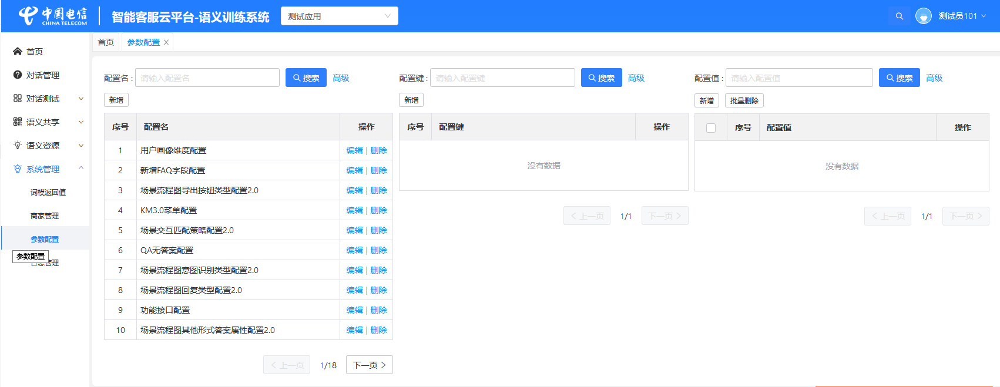 中国电信
CHINA TELECOM
智能客服云平台-语义训练系统
测试应用
测试员101
首页
对话管理
对话测试
语义共享
语义资源
系统管理
词模返回值
商家管理
参数配置
参数配置
日志管理
首页
参数配置
配置名 : 请输入配置名 搜索 高级
新增
序号 配置名 操作
1 用户画像维度配置 编辑 | 删除
2 新增FAQ字段配置 编辑 | 删除
3 场景流程图导出按钮类型配置2.0 编辑 | 删除
4 KM3.0菜单配置 编辑 | 删除
5 场景交互匹配策略配置2.0 编辑 | 删除
6 QA无答案配置 编辑 | 删除
7 场景流程图意图识别类型配置2.0 编辑 | 删除
8 场景流程图回复类型配置2.0 编辑 | 删除
9 功能接口配置 编辑 | 删除
10 场景流程图其他形式答案属性配置2.0 编辑 | 删除
上一页 1/18 下一页
配置键 : 请输入配置键 搜索 高级
新增
序号 配置键 操作
没有数据
上一页 1/1 下一页
配置值 : 请输入配置值 搜索 高级
新增 批量删除
序号 配置值 操作
没有数据
上一页 1/1 下一页